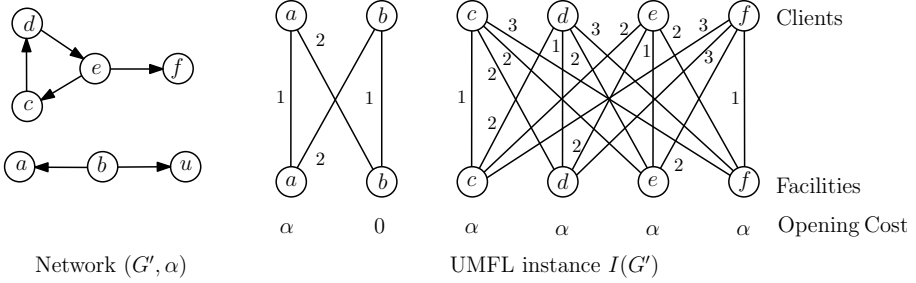 d
e
f
c
a
b
u
Network (G′, α)
a b c d e f Clients
2 3 1 3 2 2 3
2 2 2 3
1 1 1 1 1
2 2
2 2
a b c d e f Facilities
α 0 α α α α Opening Cost
UMFL instance I(G′)